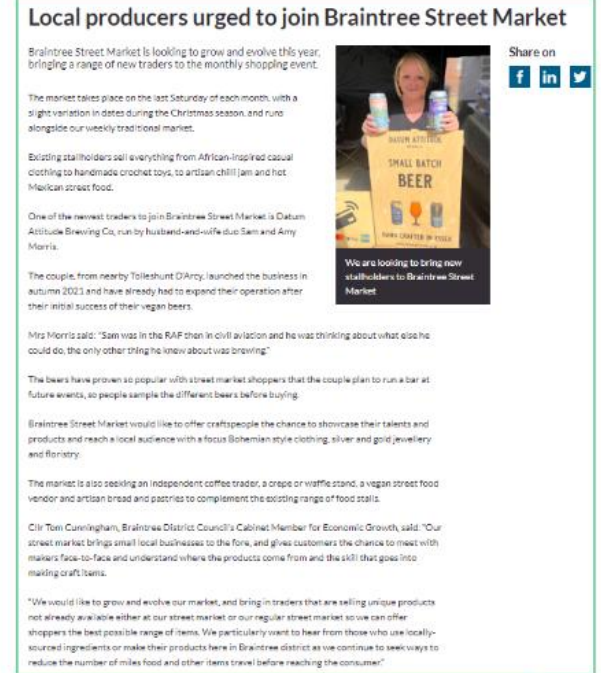 Local producers urged to join Braintree Street Market
Braintree Street Market is looking to grow and evolve this year,
bringing a range of new traders to the monthly shopping event.
Share on
The market takes place on the last Saturday of each month, with a
slight variation in dates during the Christmas season, and runs
alongside our weekly traditional market.
Existing stallholders sell everything from African-inspired casual
clothing to handmade crochet toys, to artisan chilli jam and hot
Mexican street food.
One of the newest traders to join Braintree Street Market is Datum
Attitude Brewing Co, run by husband-and-wife duo Sam and Amy
Morris.
The couple, from nearby Tolleshunt D'Arcy, launched the business in
autumn 2021 and have already had to expand their operation after
their initial success of their vegan beers.
DATUM ATTITUDE
SMALL BATCH
BEER
HAND CRAFTED IN ESSEX
We are looking to bring new
stallholders to Braintree Street
Market
Mrs Morris said: "Sam was in the RAF then in civil aviation and he was thinking about what else he
could do, the only other thing he knew about was brewing."
The beers have proven so popular with street market shoppers that the couple plan to run a bar at
future events, so people sample the different beers before buying.
Braintree Street Market would like to offer craftspeople the chance to showcase their talents and
products and reach a local audience with a focus Bohemian style clothing, silver and gold jewellery
and floristry.
The market is also seeking an independent coffee trader, a crepe or waffle stand, a vegan street food
vendor and artisan bread and pastries to complement the existing range of food stalls.
Cllr Tom Cunningham, Braintree District Council's Cabinet Member for Economic Growth, said: "Our
street market brings small local businesses to the fore, and gives customers the chance to meet with
makers face-to-face and understand where the products come from and the skill that goes into
making craft items.
"We would like to grow and evolve our market, and bring in traders that are selling unique products
not already available either at our street market or our regular street market so we can offer
shoppers the best possible range of items. We particularly want to hear from those who use locally-
sourced ingredients or make their products here in Braintree district as we continue to seek ways to
reduce the number of miles food and other items travel before reaching the consumer."